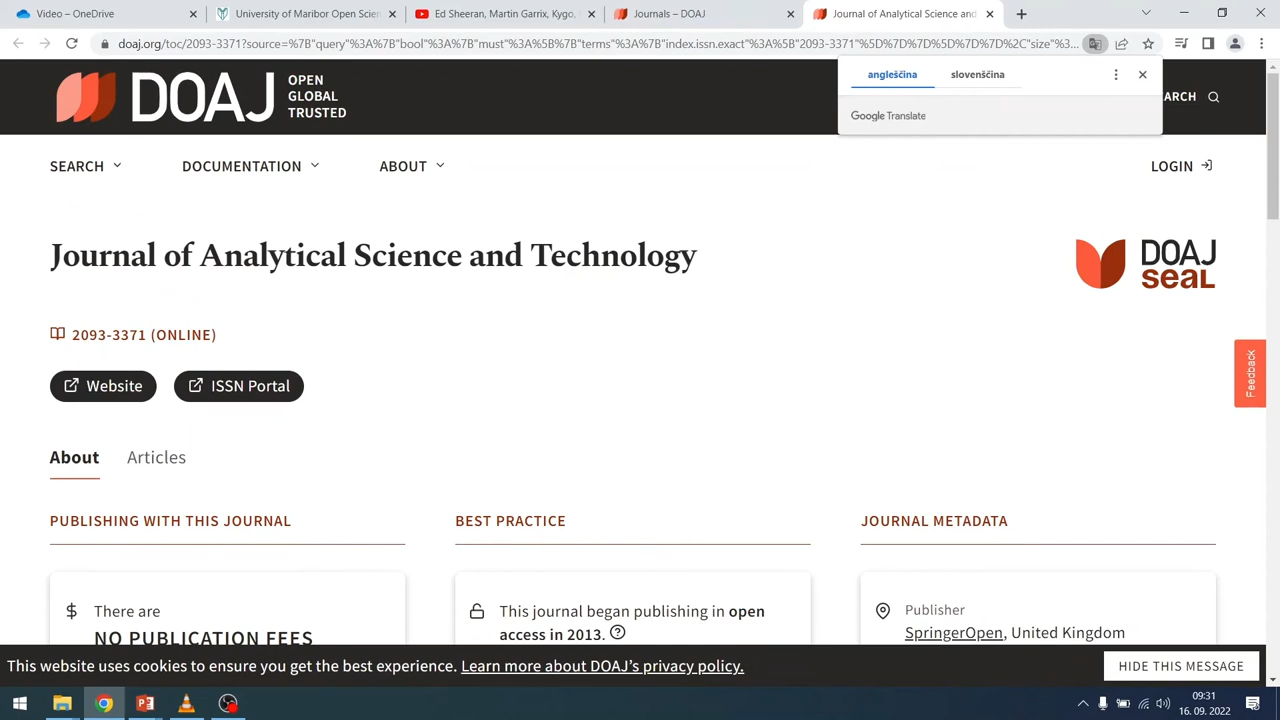 Video – OneDrive
University of Maribor Open Scien
Ed Sheeran, Martin Garrix, Kygo,
Journals – DOAJ
Journal of Analytical Science and
doaj.org/toc/2093-3371?source=%7B"query"%3A%7B"bool"%3A%7B"must"%3A%5B%7B"terms"%3A%7B"index.issn.exact"%3A%5B"2093-3371"%5D%7D%7D%5D%7D%7D%2C"size"%...
angleščina
slovenščina
Google Translate
DOAJ
OPEN
GLOBAL
TRUSTED
ARCH
SEARCH
DOCUMENTATION
ABOUT
LOGIN
Journal of Analytical Science and Technology
DOAJ
seal
2093-3371 (ONLINE)
Website
ISSN Portal
Feedback
About
Articles
PUBLISHING WITH THIS JOURNAL
BEST PRACTICE
JOURNAL METADATA
$
There are
NO PUBLICATION FEES
This journal began publishing in open
access in 2013.
Publisher
SpringerOpen, United Kingdom
This website uses cookies to ensure you get the best experience. Learn more about DOAJ’s privacy policy.
HIDE THIS MESSAGE
09:31
16. 09. 2022